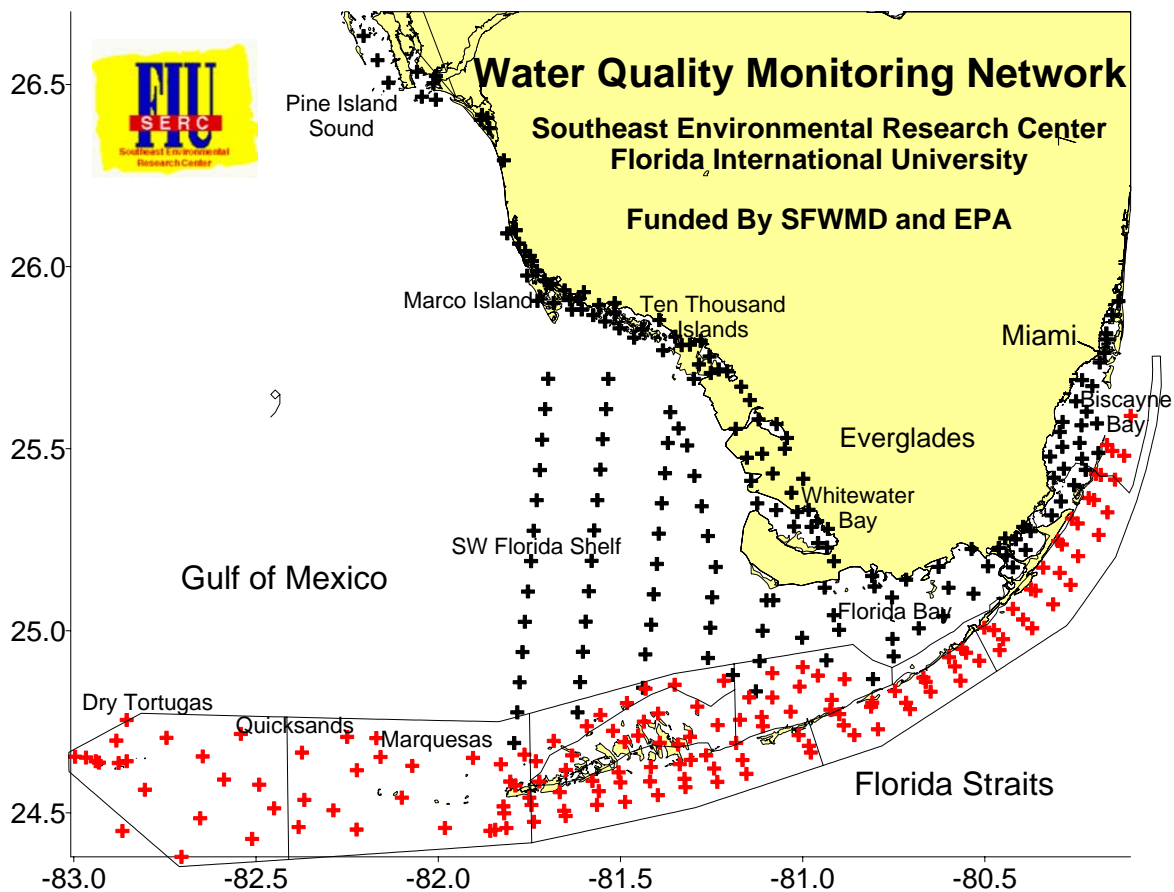 Water Quality Monitoring Network
Southeast Environmental Research Center
Florida International University
Funded By SFWMD and EPA
FIU
SERC
Southeast Environmental
Research Center
Pine Island
Sound
Marco Island
Ten Thousand
Islands
Miami
Biscayne
Bay
Everglades
Whitewater
Bay
SW Florida Shelf
Gulf of Mexico
Florida Bay
Dry Tortugas
Quicksands
Marquesas
Florida Straits
26.5
26.0
25.5
25.0
24.5
-83.0 -82.5 -82.0 -81.5 -81.0 -80.5